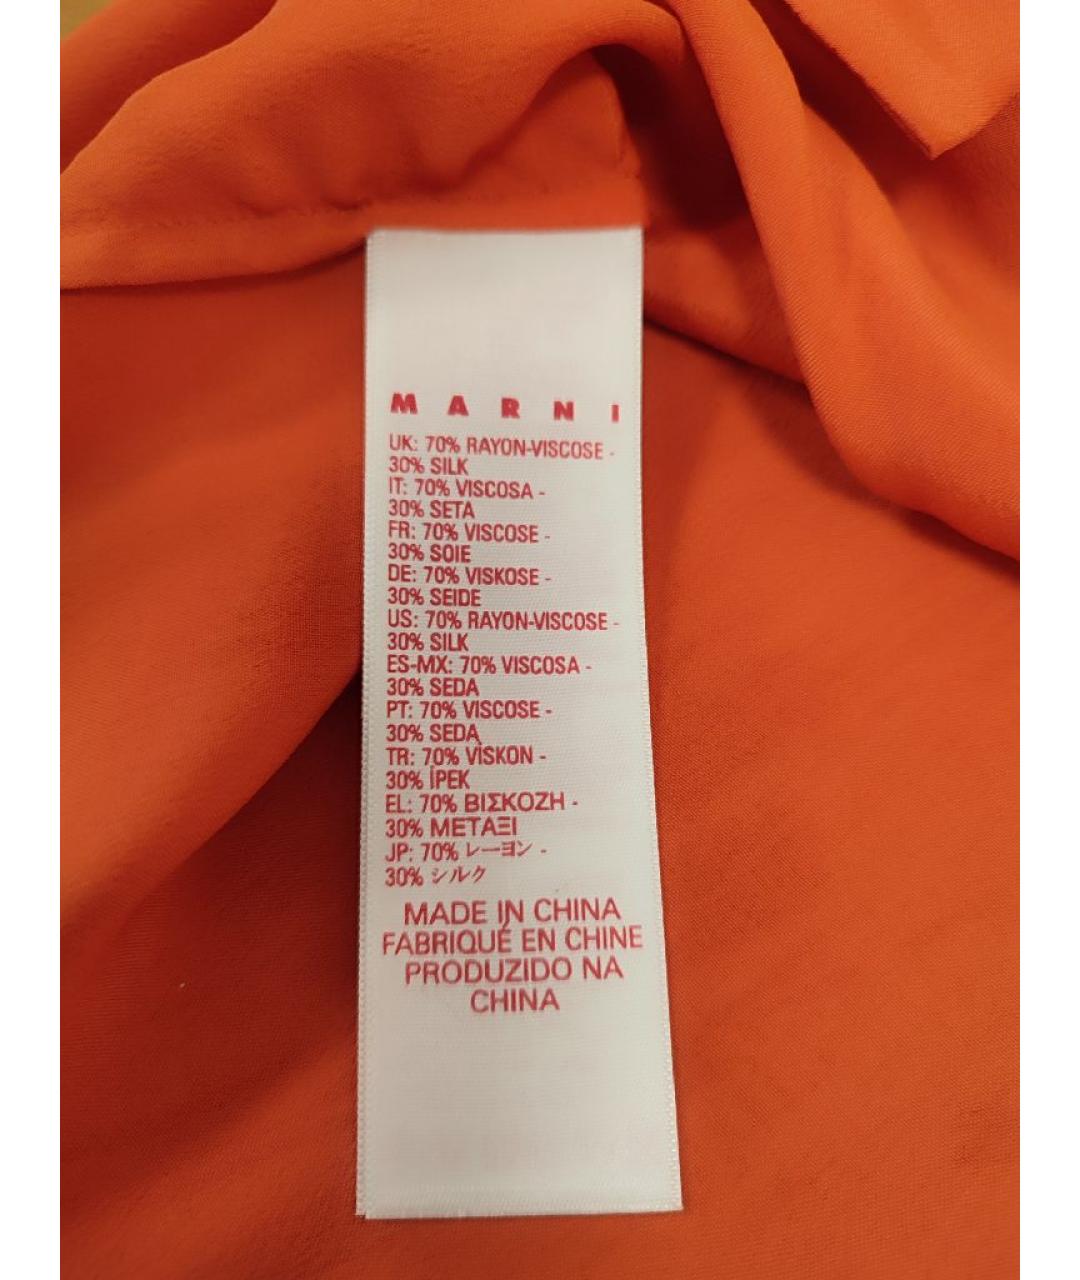 MARNI
UK: 70% RAYON-VISCOSE -
30% SILK
IT: 70% VISCOSA -
30% SETA
FR: 70% VISCOSE -
30% SOIE
DE: 70% VISKOSE -
30% SEIDE
US: 70% RAYON-VISCOSE -
30% SILK
ES-MX: 70% VISCOSA -
30% SEDA
PT: 70% VISCOSE -
30% SEDA
TR: 70% VİSKON -
30% İPEK
EL: 70% ΒΙΣΚΟΖΗ -
30% ΜΕΤΑΞΙ
JP: 70% レーヨン -
30% シルク
MADE IN CHINA
FABRIQUÉ EN CHINE
PRODUZIDO NA
CHINA